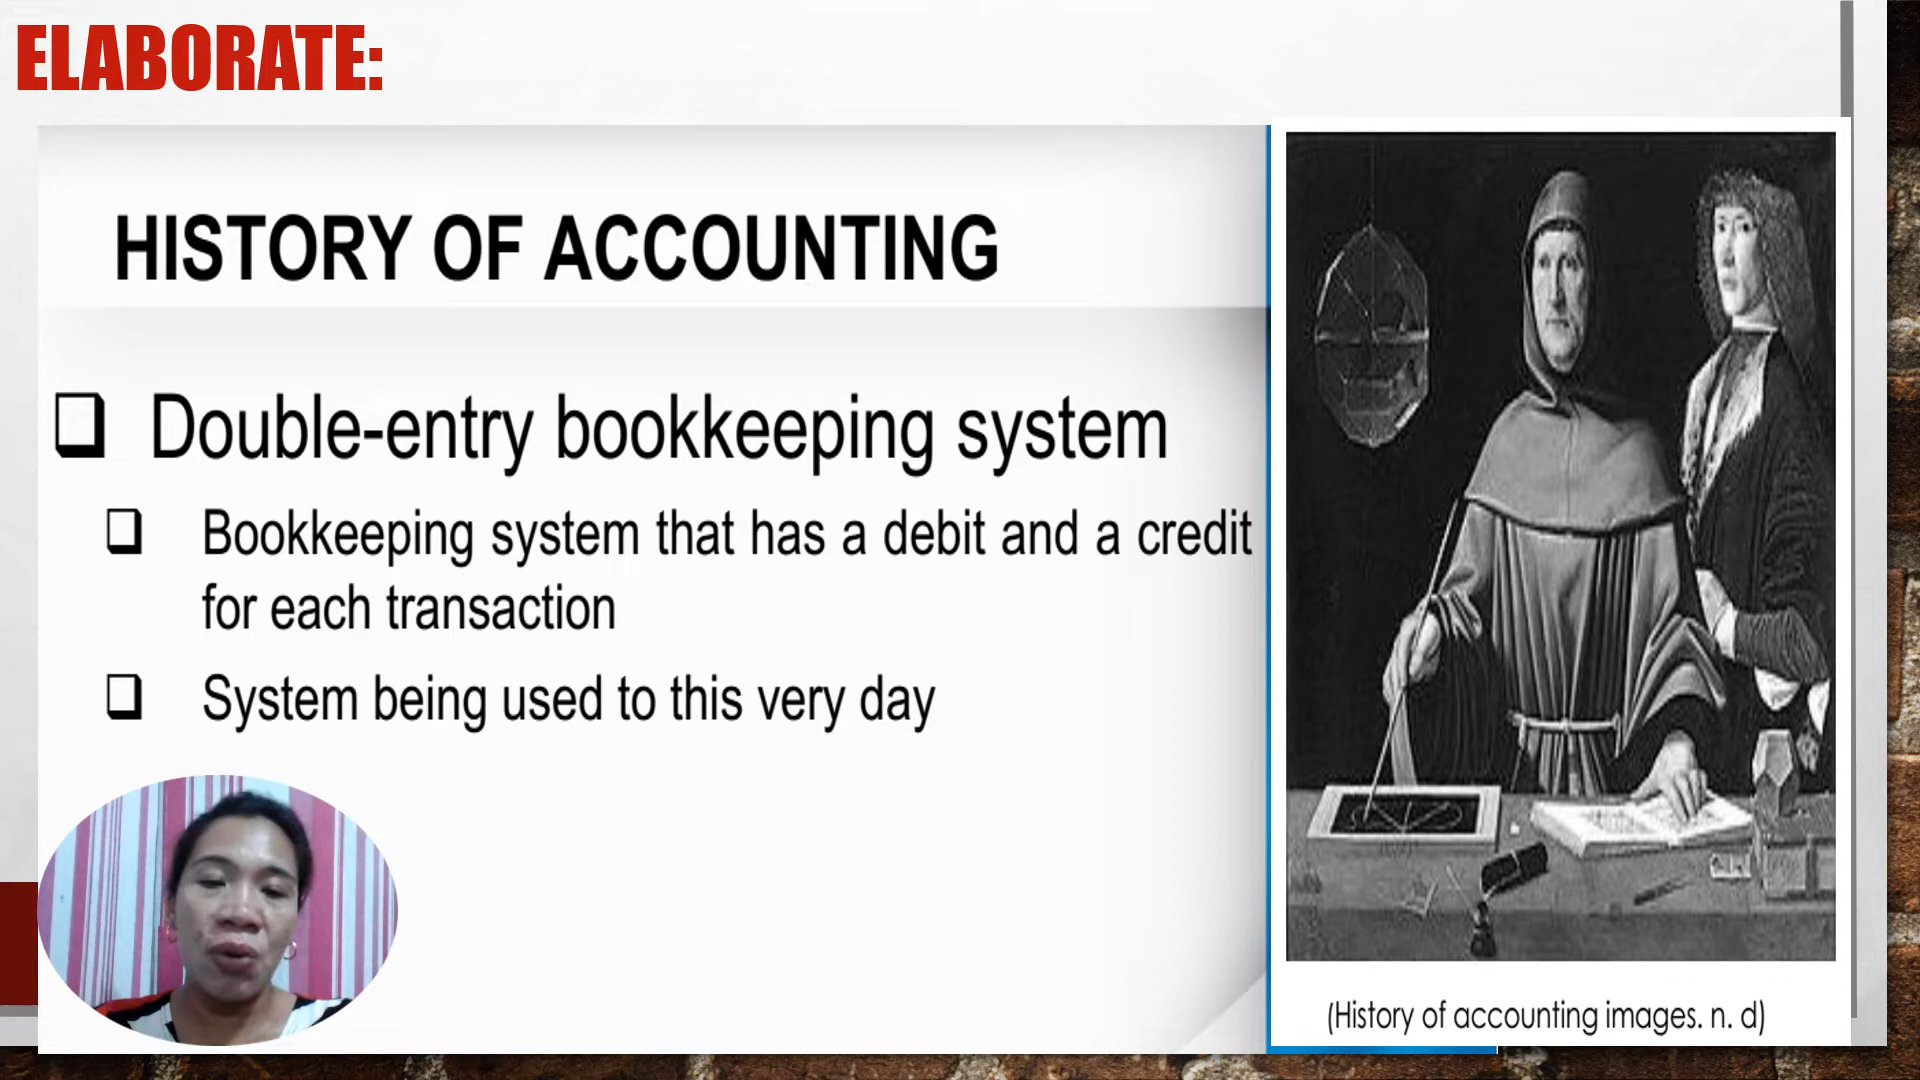 ELABORATE:
HISTORY OF ACCOUNTING
Double-entry bookkeeping system
Bookkeeping system that has a debit and a credit
for each transaction
System being used to this very day
(History of accounting images. n. d)